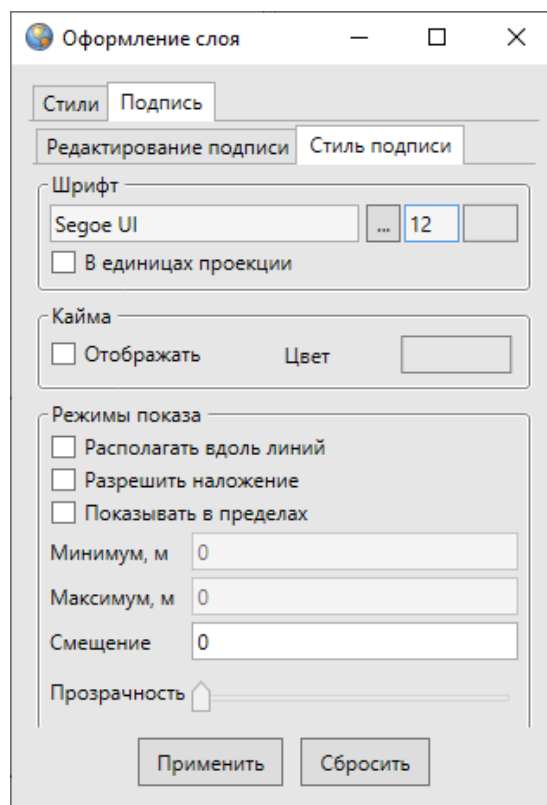 Оформление слоя
Стили Подпись
Редактирование подписи Стиль подписи
Шрифт
Segoe UI ... 12
В единицах проекции
Кайма
Отображать Цвет
Режимы показа
Располагать вдоль линий
Разрешить наложение
Показывать в пределах
Минимум, м 0
Максимум, м 0
Смещение 0
Прозрачность
Применить Сбросить